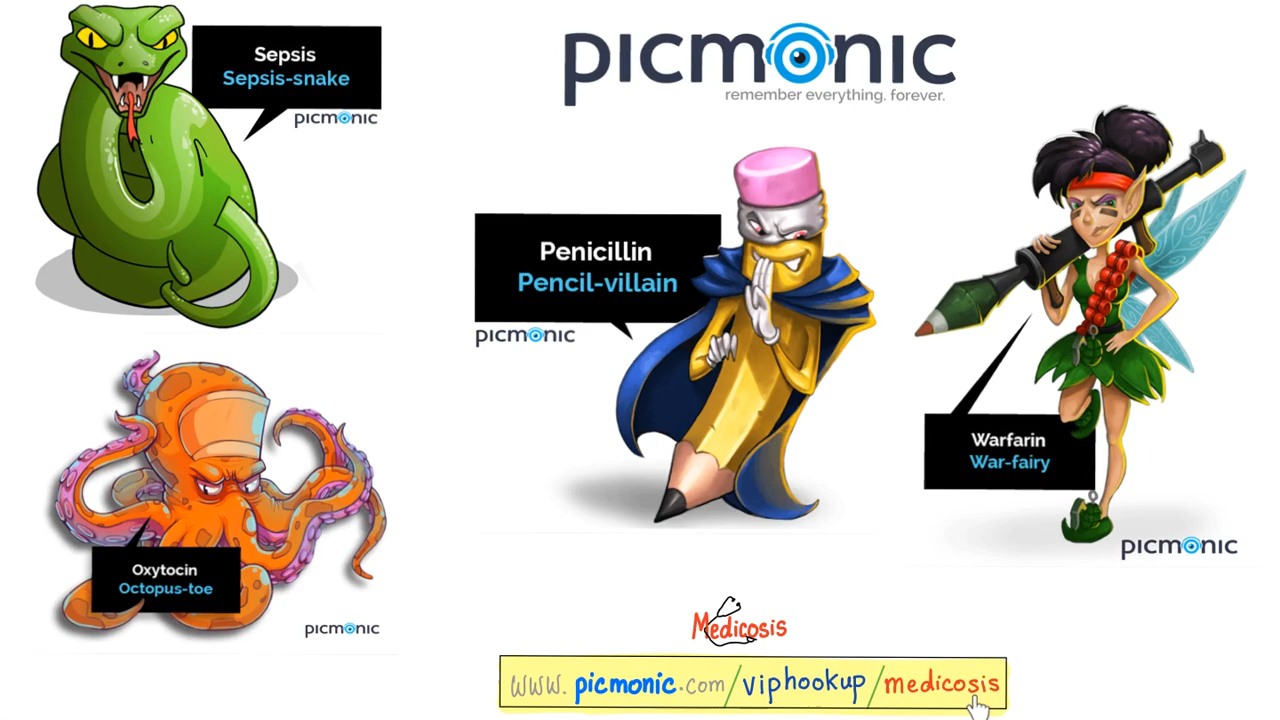 Sepsis
Sepsis-snake
picmonic
picmonic
remember everything. forever.
Penicillin
Pencil-villain
picmonic
Warfarin
War-fairy
picmonic
Oxytocin
Octopus-toe
picmonic
Medicosis
www.picmonic.com/viphookup/medicosis